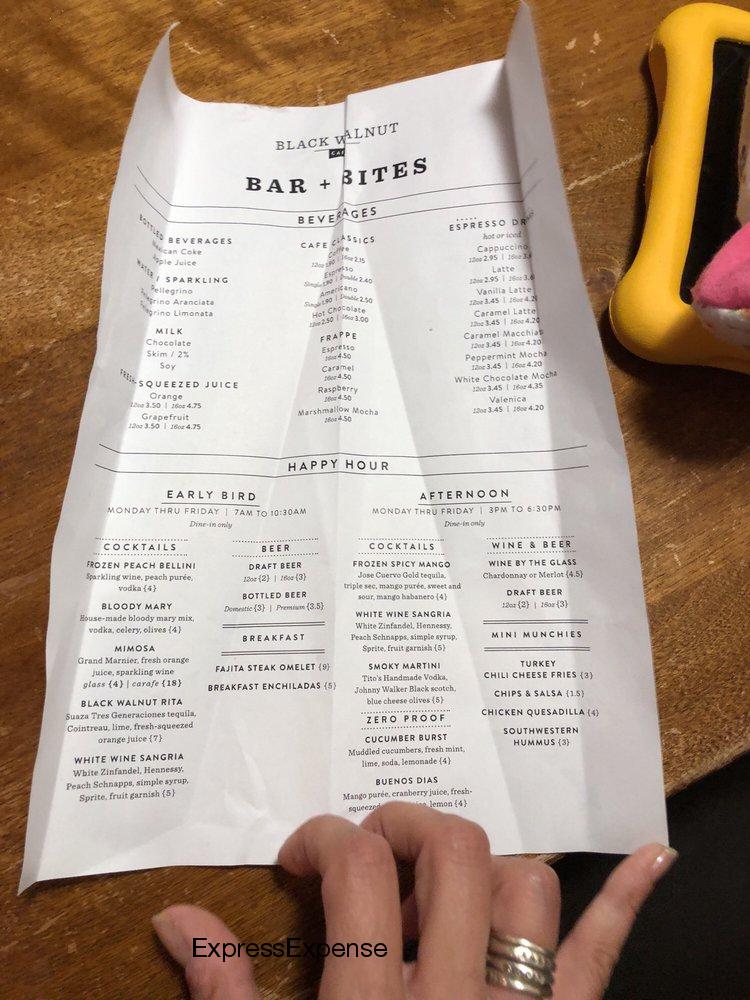 BLACK WALNUT
CAFE
BAR + BITES
BEVERAGES
BOTTLED BEVERAGES
Mexican Coke
Apple Juice
WATER / SPARKLING
Pellegrino
Pellegrino Aranciata
Pellegrino Limonata
MILK
Chocolate
Skim / 2%
Soy
FRESH-SQUEEZED JUICE
Orange
12oz 3.50 | 16oz 4.75
Grapefruit
12oz 3.50 | 16oz 4.75
CAFE CLASSICS
Coffee
12oz 1.90 | 16oz 2.15
Espresso
Single 1.90 | Double 2.40
Americano
Single 1.90 | Double 2.50
Hot Chocolate
12oz 2.50 | 16oz 3.00
FRAPPE
Espresso
16oz 4.50
Caramel
16oz 4.50
Raspberry
16oz 4.50
Marshmallow Mocha
16oz 4.50
ESPRESSO
hot or iced
Cappuccino
12oz 2.95 | 16oz
Latte
12oz 2.95 | 16oz
Vanilla Latte
12oz 3.45 | 16oz 4.20
Caramel Latte
12oz 3.45 | 16oz 4.20
Caramel Macchiato
12oz 3.45 | 16oz 4.20
Peppermint Mocha
12oz 3.45 | 16oz 4.20
White Chocolate Mocha
12oz 3.45 | 16oz 4.35
Valenica
12oz 3.45 | 16oz 4.20
HAPPY HOUR
EARLY BIRD
MONDAY THRU FRIDAY | 7AM TO 10:30AM
Dine-in only
COCKTAILS
FROZEN PEACH BELLINI
Sparkling wine, peach purée,
vodka {4}
BLOODY MARY
House-made bloody mary mix,
vodka, celery, olives {4}
MIMOSA
Grand Marnier, fresh orange
juice, sparkling wine
glass {4} | carafe {18}
BLACK WALNUT RITA
Suaza Tres Generaciones tequila,
Cointreau, lime, fresh-squeezed
orange juice {7}
WHITE WINE SANGRIA
White Zinfandel, Hennessy,
Peach Schnapps, simple syrup,
Sprite, fruit garnish {5}
BEER
DRAFT BEER
12oz {2} | 16oz {3}
BOTTLED BEER
Domestic {3} | Premium {3.5}
BREAKFAST
FAJITA STEAK OMELET {9}
BREAKFAST ENCHILADAS {5}
AFTERNOON
MONDAY THRU FRIDAY | 3PM TO 6:30PM
Dine-in only
COCKTAILS
FROZEN SPICY MANGO
Jose Cuervo Gold tequila,
triple sec, mango purée, sweet and
sour, mango habanero {4}
WHITE WINE SANGRIA
White Zinfandel, Hennessy,
Peach Schnapps, simple syrup,
Sprite, fruit garnish {5}
SMOKY MARTINI
Tito's Handmade Vodka,
Johnny Walker Black scotch,
blue cheese olives {5}
ZERO PROOF
CUCUMBER BURST
Muddled cucumbers, fresh mint,
lime, soda, lemonade {4}
BUENOS DIAS
Mango purée, cranberry juice, fresh-
squeezed lemon {4}
WINE & BEER
WINE BY THE GLASS
Chardonnay or Merlot {4.5}
DRAFT BEER
12oz {2} | 16oz {3}
MINI MUNCHIES
TURKEY
CHILI CHEESE FRIES {3}
CHIPS & SALSA {1.5}
CHICKEN QUESADILLA {4}
SOUTHWESTERN
HUMMUS {3}
ExpressExpense